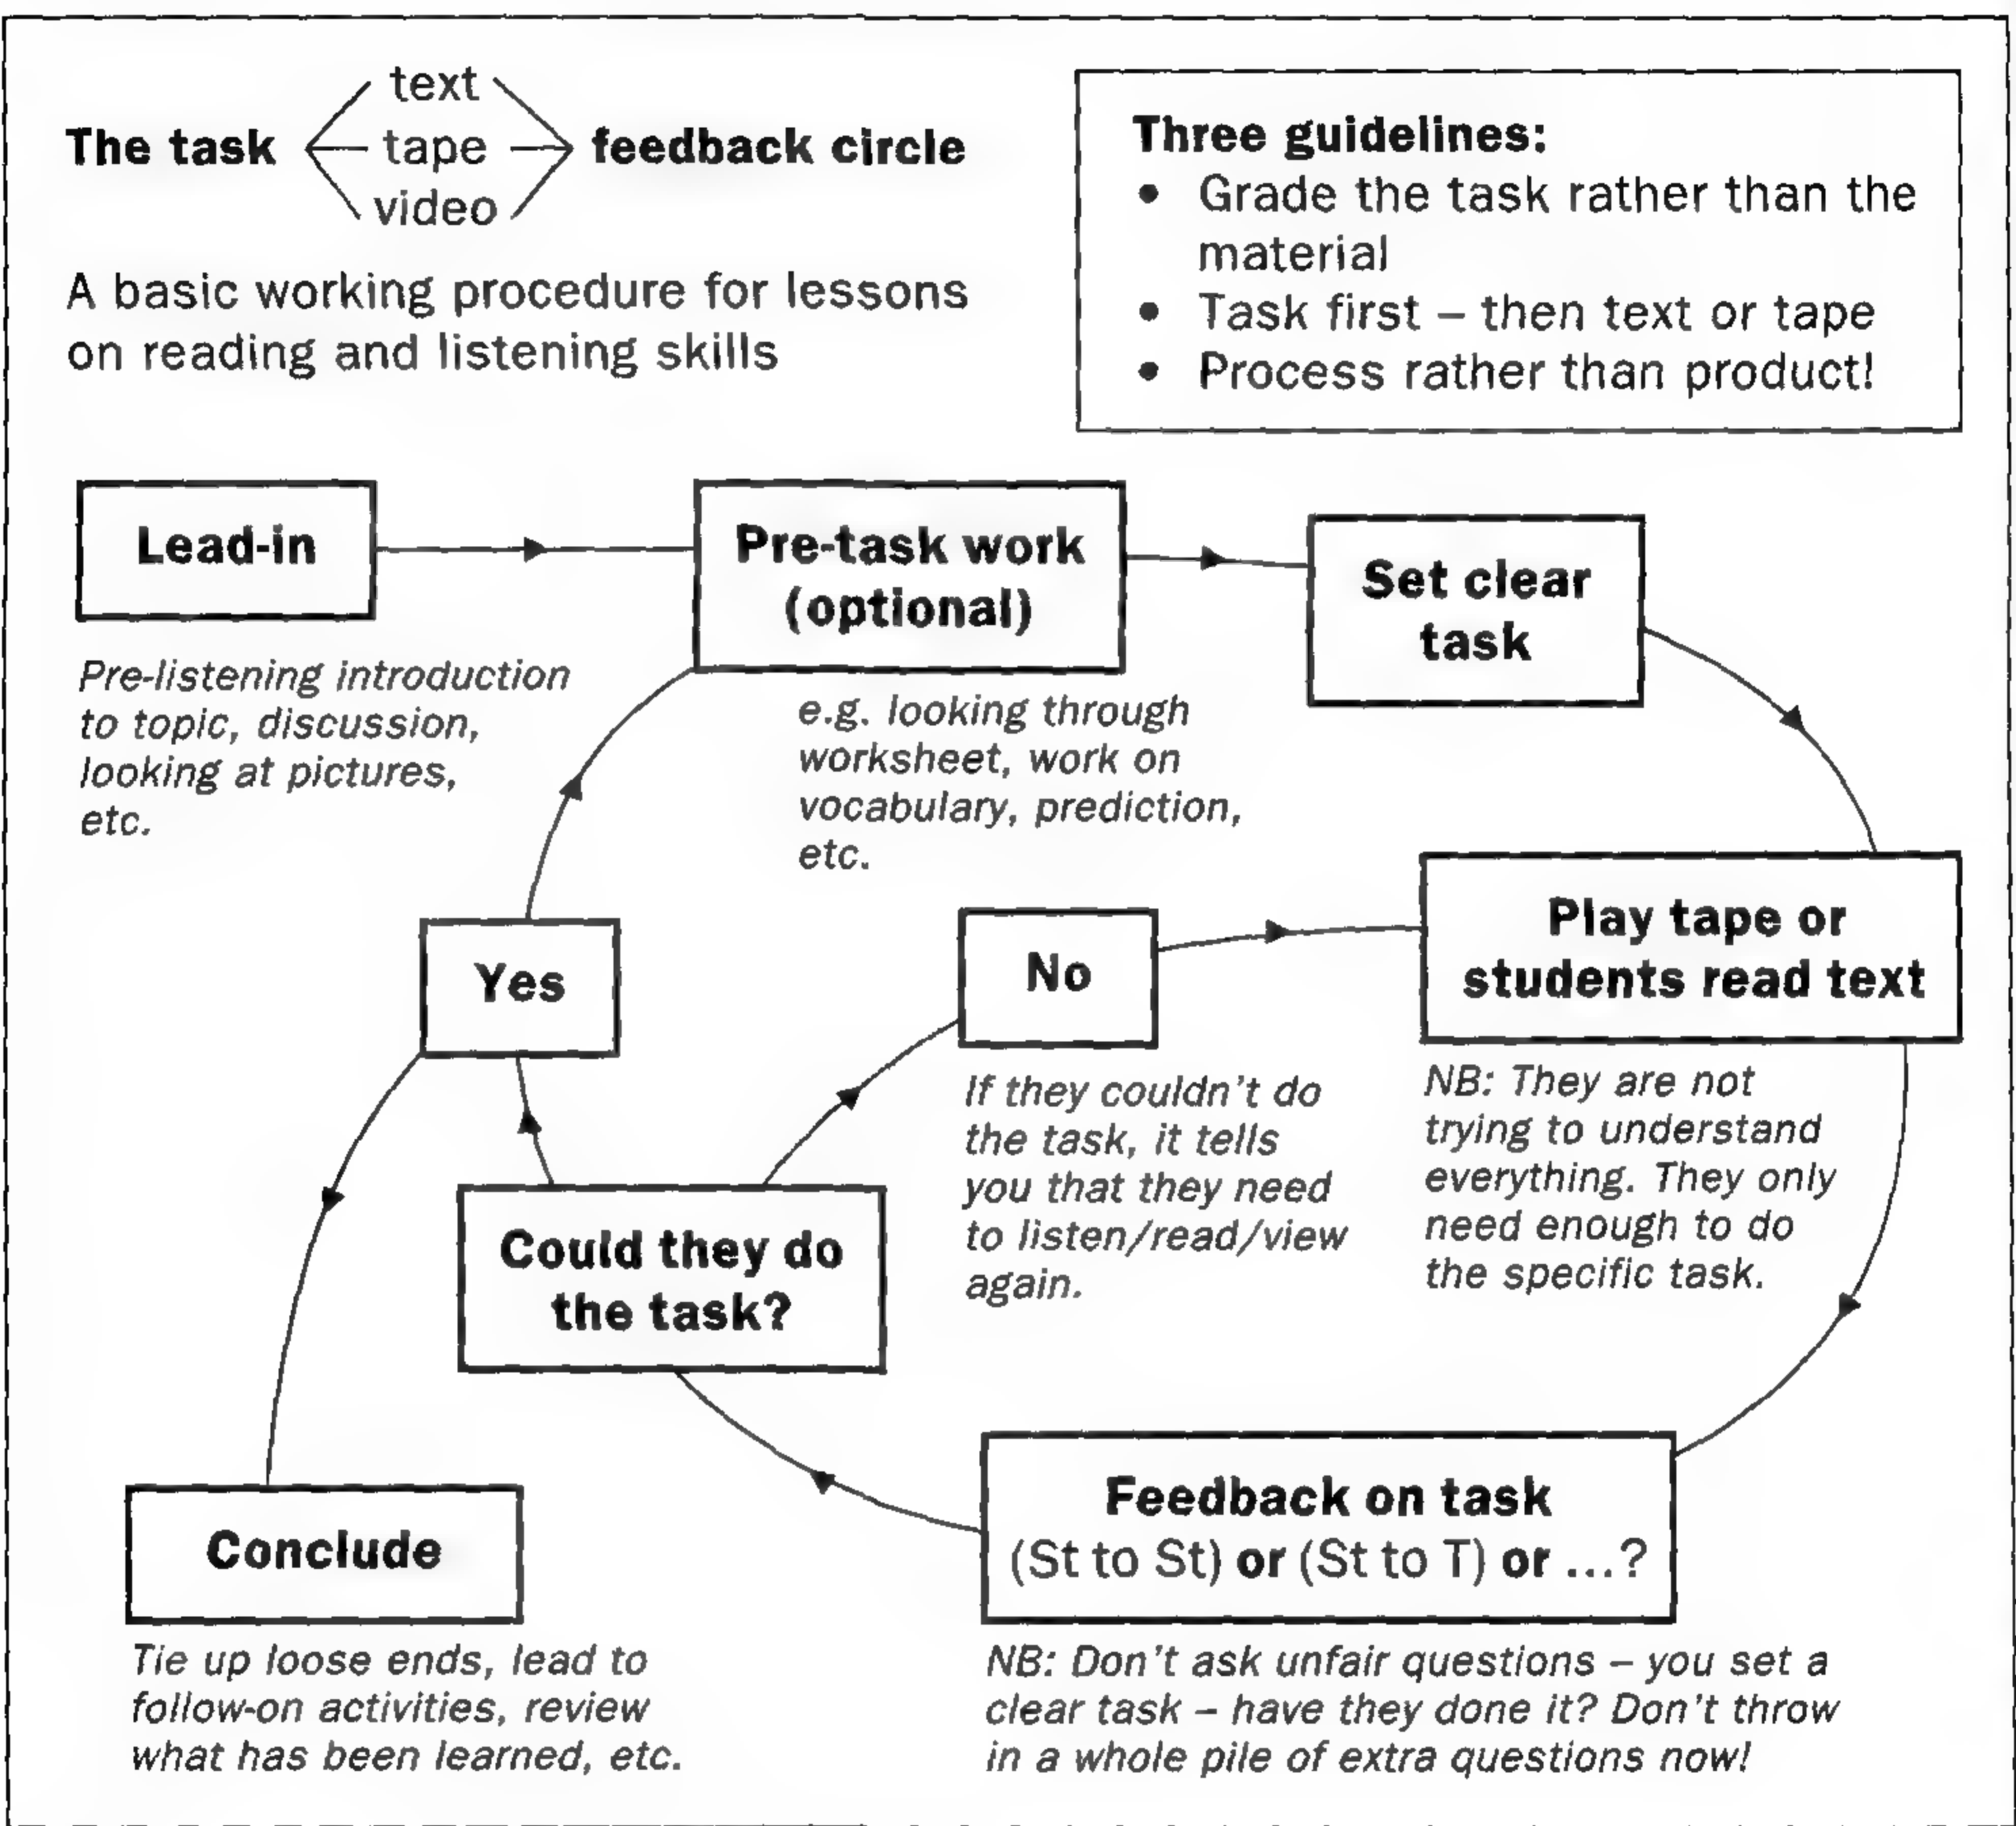 text
The task tape feedback circle
video
A basic working procedure for lessons
on reading and listening skills
Three guidelines:
• Grade the task rather than the
material
• Task first – then text or tape
• Process rather than product!
Lead-in
Pre-listening introduction
to topic, discussion,
looking at pictures,
etc.
Pre-task work
(optional)
e.g. looking through
worksheet, work on
vocabulary, prediction,
etc.
Set clear
task
Play tape or
students read text
NB: They are not
trying to understand
everything. They only
need enough to do
the specific task.
Yes
No
If they couldn't do
the task, it tells
you that they need
to listen/read/view
again.
Could they do
the task?
Feedback on task
(St to St) or (St to T) or ...?
NB: Don't ask unfair questions – you set a
clear task – have they done it? Don't throw
in a whole pile of extra questions now!
Conclude
Tie up loose ends, lead to
follow-on activities, review
what has been learned, etc.